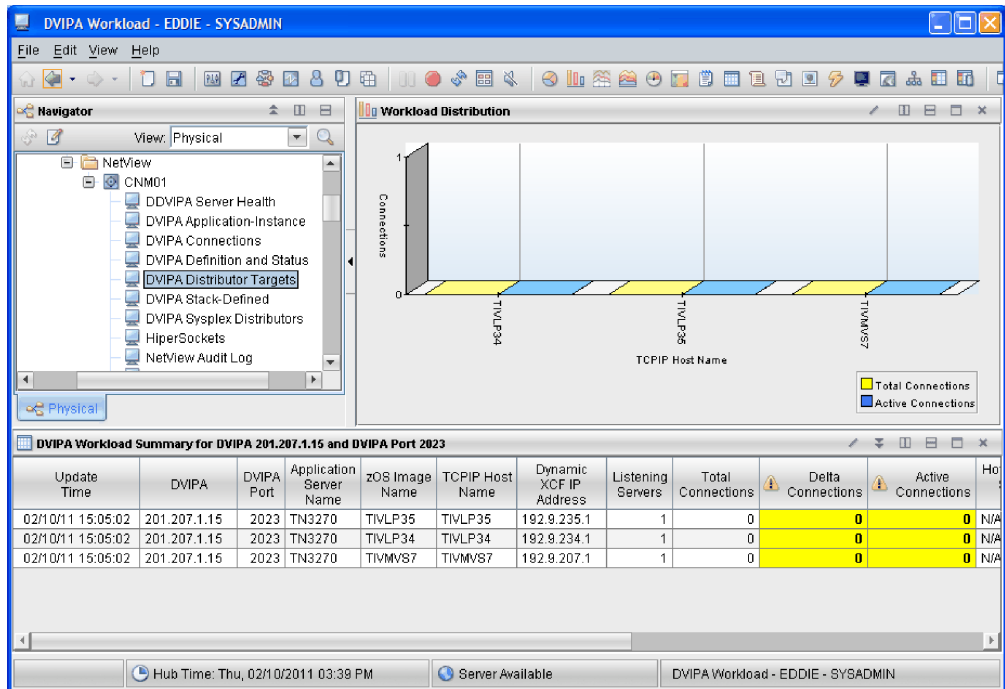 DVIPA Workload - EDDIE - SYSADMIN
File Edit View Help
Navigator
View: Physical
NetView
CNM01
DDVIPA Server Health
DVIPA Application-Instance
DVIPA Connections
DVIPA Definition and Status
DVIPA Distributor Targets
DVIPA Stack-Defined
DVIPA Sysplex Distributors
HiperSockets
NetView Audit Log
Physical
Workload Distribution
Connections
1
0
TIVLP34
TIVLP35
TIVMVS7
TCPIP Host Name
Total Connections
Active Connections
DVIPA Workload Summary for DVIPA 201.207.1.15 and DVIPA Port 2023
Update Time DVIPA DVIPA Port Application Server Name zOS Image Name TCPIP Host Name Dynamic XCF IP Address Listening Servers Total Connections Delta Connections Active Connections
02/10/11 15:05:02 201.207.1.15 2023 TN3270 TIVLP35 TIVLP35 192.9.235.1 1 0 0 0 N/A
02/10/11 15:05:02 201.207.1.15 2023 TN3270 TIVLP34 TIVLP34 192.9.234.1 1 0 0 0 N/A
02/10/11 15:05:02 201.207.1.15 2023 TN3270 TIVMVS7 TIVMVS7 192.9.207.1 1 0 0 0 N/A
Hub Time: Thu, 02/10/2011 03:39 PM
Server Available
DVIPA Workload - EDDIE - SYSADMIN